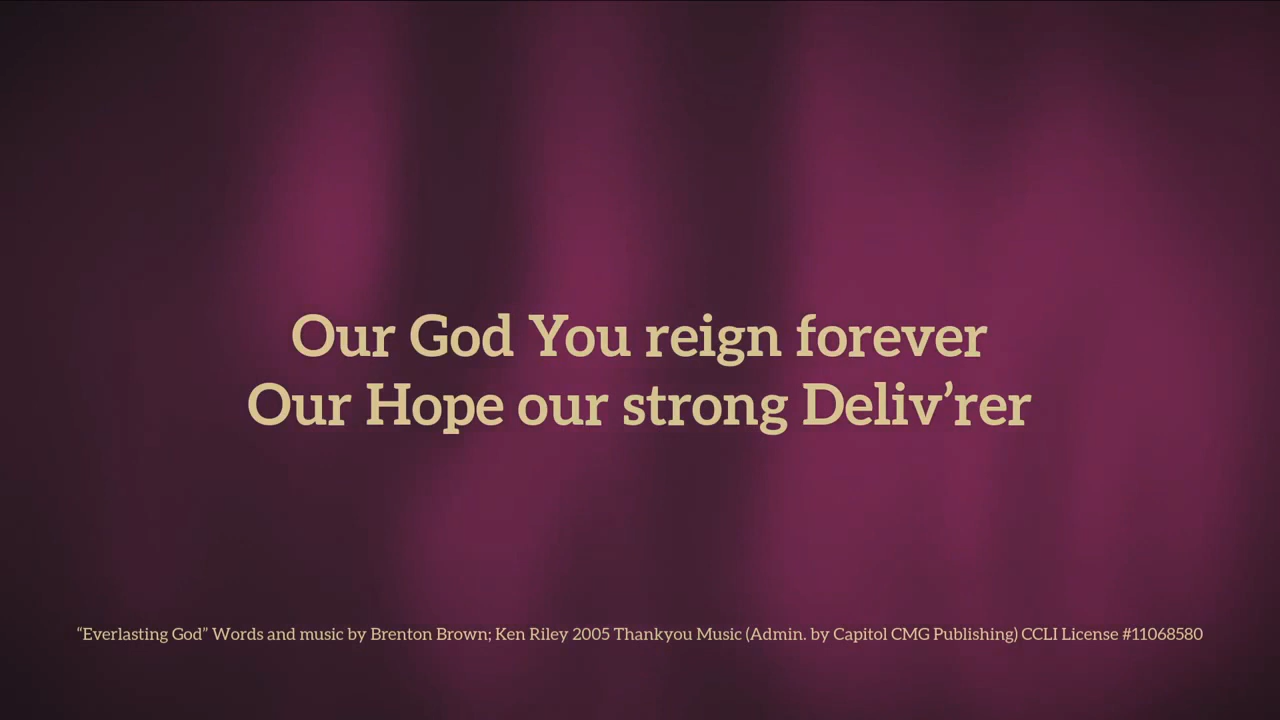 Our God You reign forever
Our Hope our strong Deliv’rer
“Everlasting God” Words and music by Brenton Brown; Ken Riley 2005 Thankyou Music (Admin. by Capitol CMG Publishing) CCLI License #11068580